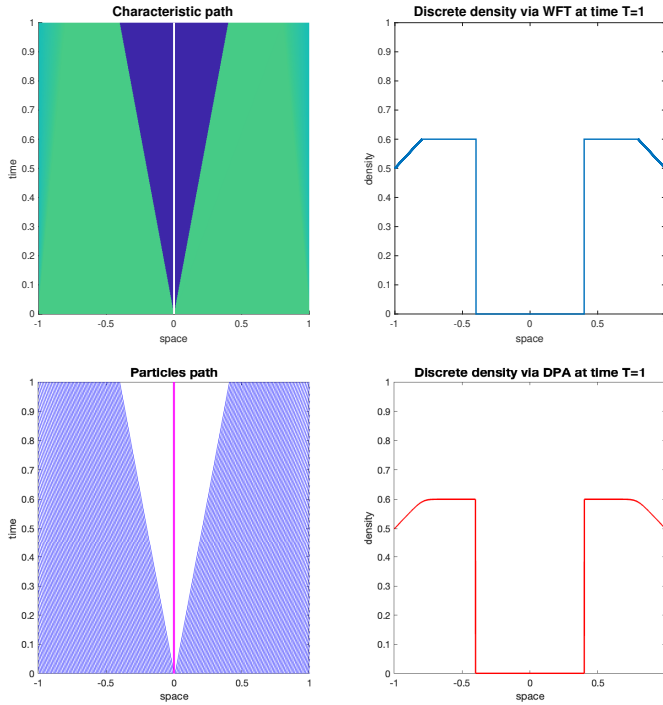 Characteristic path
1
0.9
0.8
0.7
0.6
0.5
0.4
0.3
0.2
0.1
0
time
-1 -0.5 0 0.5 1
space
Discrete density via WFT at time T=1
1
0.9
0.8
0.7
0.6
0.5
0.4
0.3
0.2
0.1
0
density
-1 -0.5 0 0.5 1
space
Particles path
1
0.9
0.8
0.7
0.6
0.5
0.4
0.3
0.2
0.1
0
time
-1 -0.5 0 0.5 1
space
Discrete density via DPA at time T=1
1
0.9
0.8
0.7
0.6
0.5
0.4
0.3
0.2
0.1
0
density
-1 -0.5 0 0.5 1
space